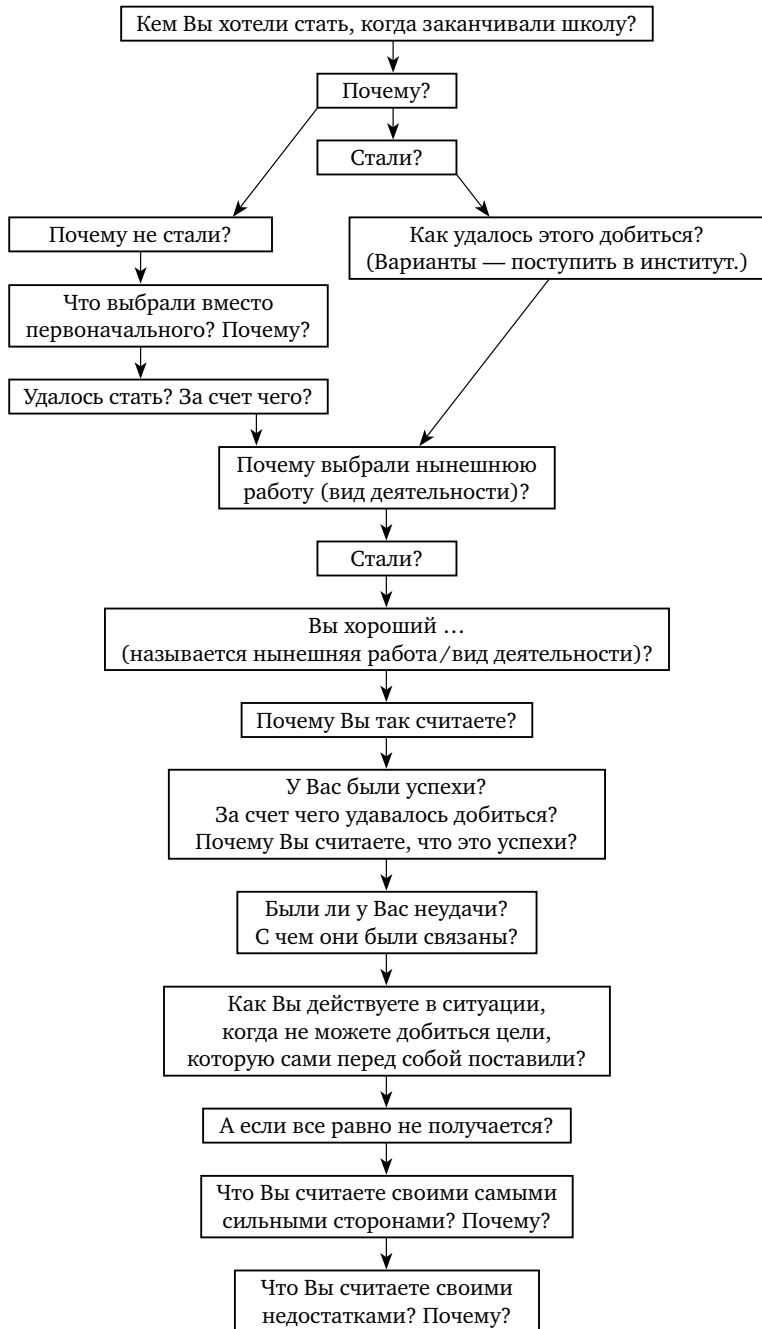 Кем Вы хотели стать, когда заканчивали школу?
Почему?
Стали?
Почему не стали?
Как удалось этого добиться?
(Варианты — поступить в институт.)
Что выбрали вместо
первоначального? Почему?
Удалось стать? За счет чего?
Почему выбрали нынешнюю
работу (вид деятельности)?
Стали?
Вы хороший …
(называется нынешняя работа/вид деятельности)?
Почему Вы так считаете?
У Вас были успехи?
За счет чего удавалось добиться?
Почему Вы считаете, что это успехи?
Были ли у Вас неудачи?
С чем они были связаны?
Как Вы действуете в ситуации,
когда не можете добиться цели,
которую сами перед собой поставили?
А если все равно не получается?
Что Вы считаете своими самыми
сильными сторонами? Почему?
Что Вы считаете своими
недостатками? Почему?